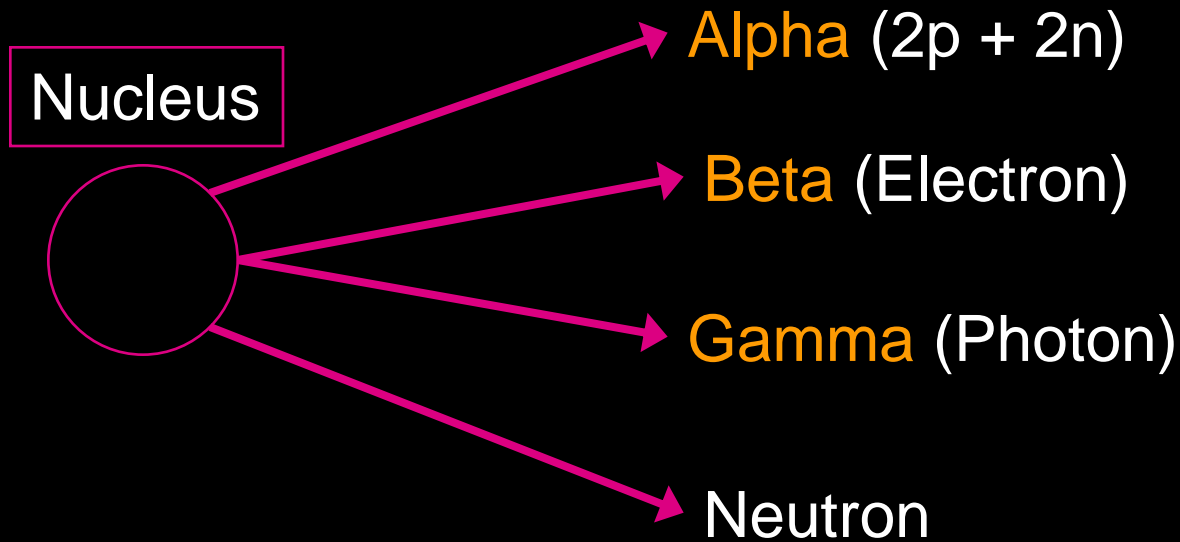 Nucleus
Alpha (2p + 2n)
Beta (Electron)
Gamma (Photon)
Neutron